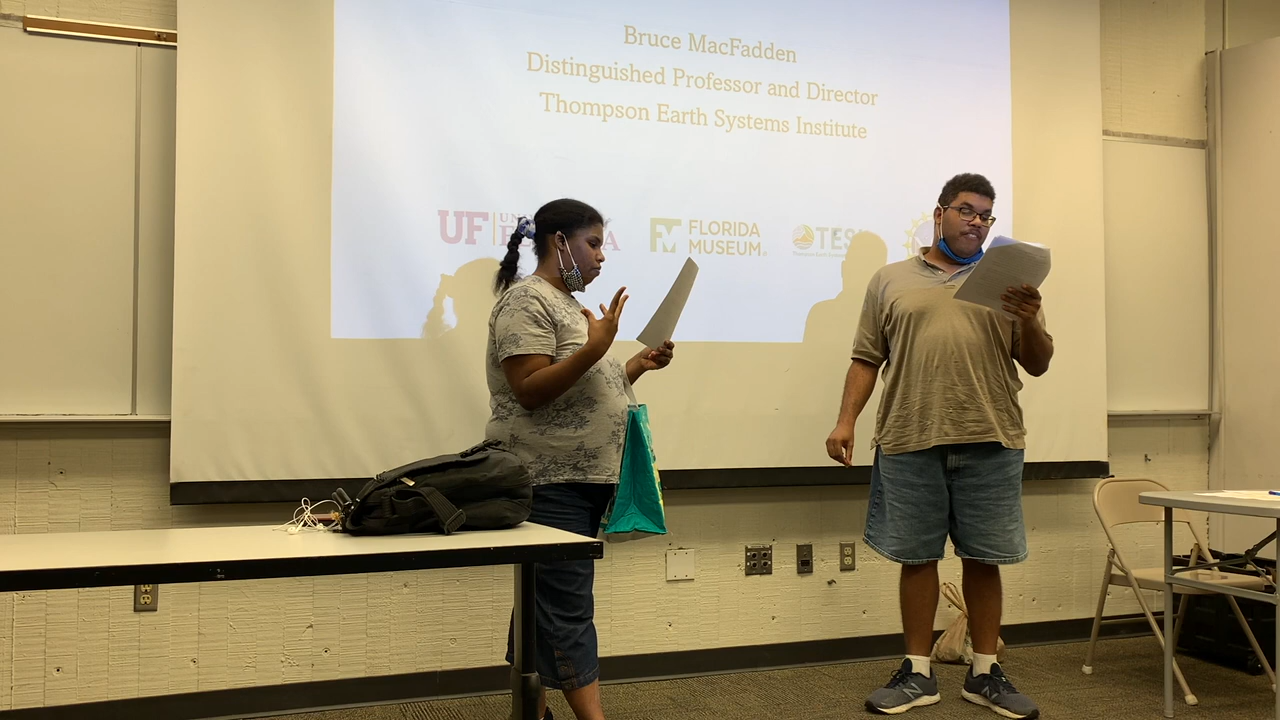 Bruce MacFadden
Distinguished Professor and Director
Thompson Earth Systems Institute
UF
FLORIDA
MUSEUM